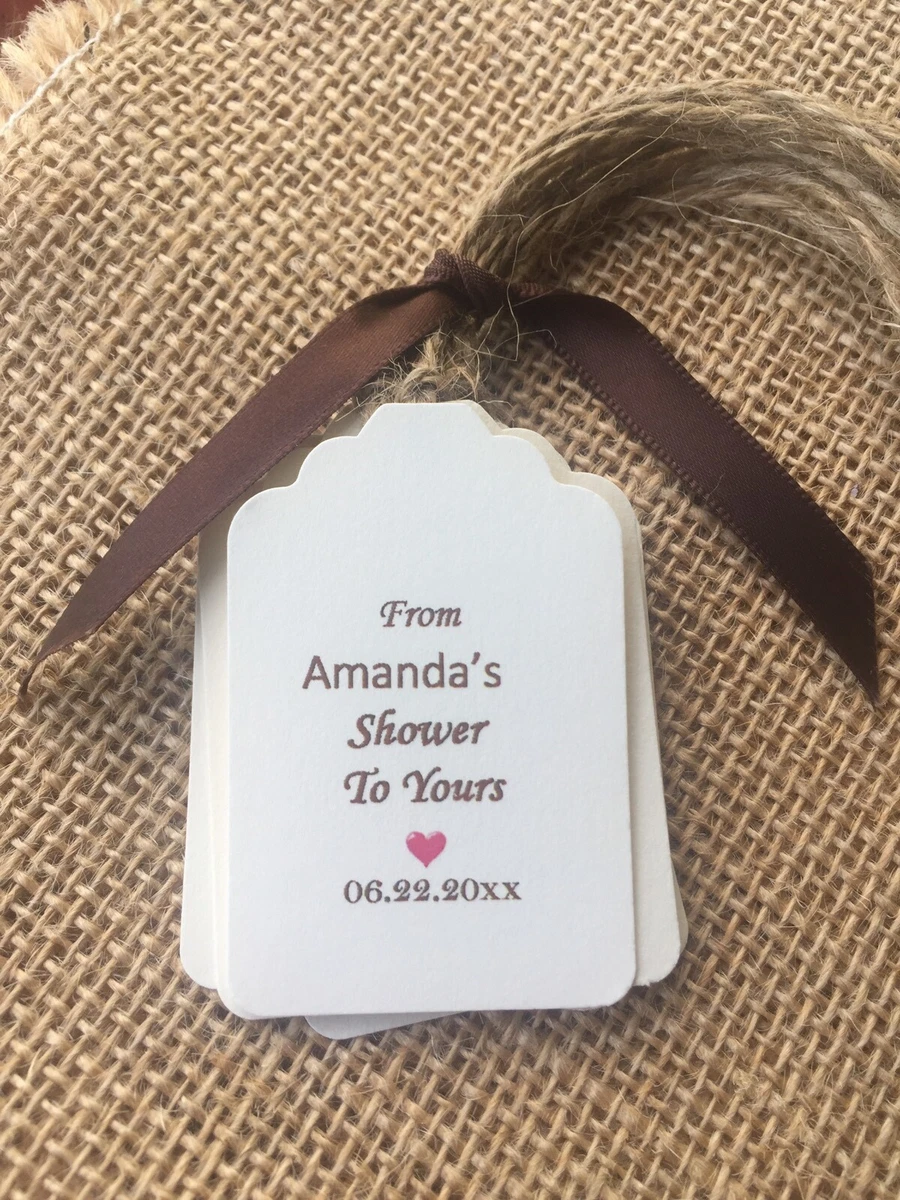 From
Amanda's
Shower
To Yours
06.22.20xx